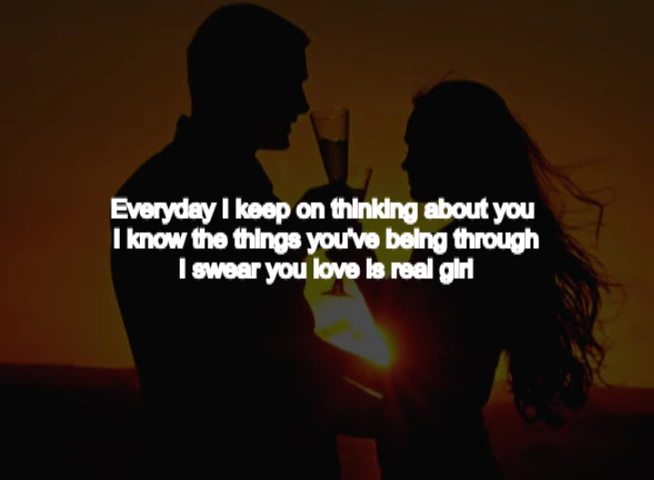 Everyday I keep on thinking about you
I know the things you've being through
I swear you love is real girl